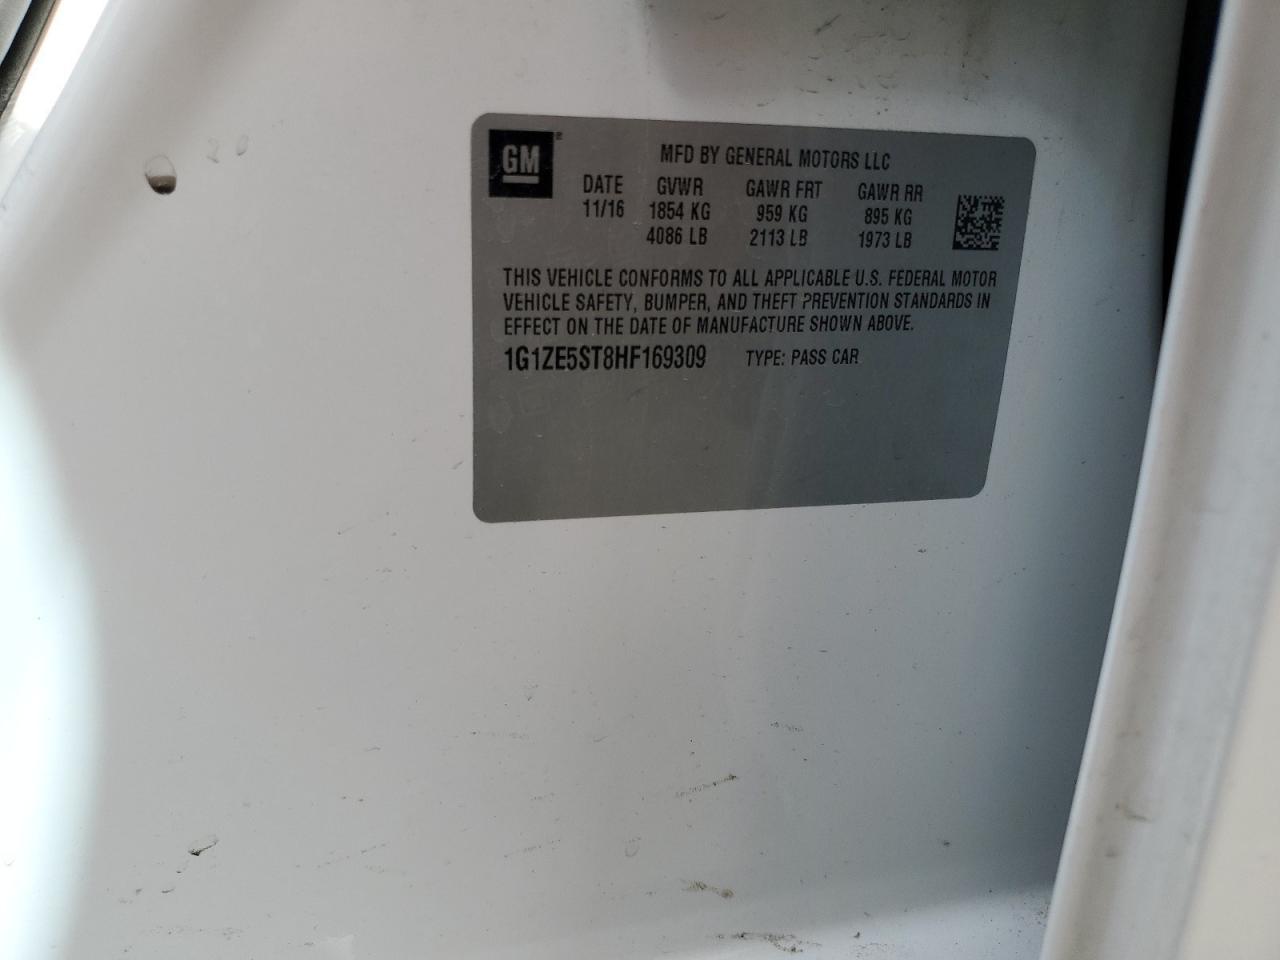 GM
MFD BY GENERAL MOTORS LLC
DATE GVWR GAWR FRT GAWR RR
11/16 1854 KG 959 KG 895 KG
4086 LB 2113 LB 1973 LB
THIS VEHICLE CONFORMS TO ALL APPLICABLE U.S. FEDERAL MOTOR
VEHICLE SAFETY, BUMPER, AND THEFT PREVENTION STANDARDS IN
EFFECT ON THE DATE OF MANUFACTURE SHOWN ABOVE.
1G1ZE5ST8HF169309 TYPE: PASS CAR